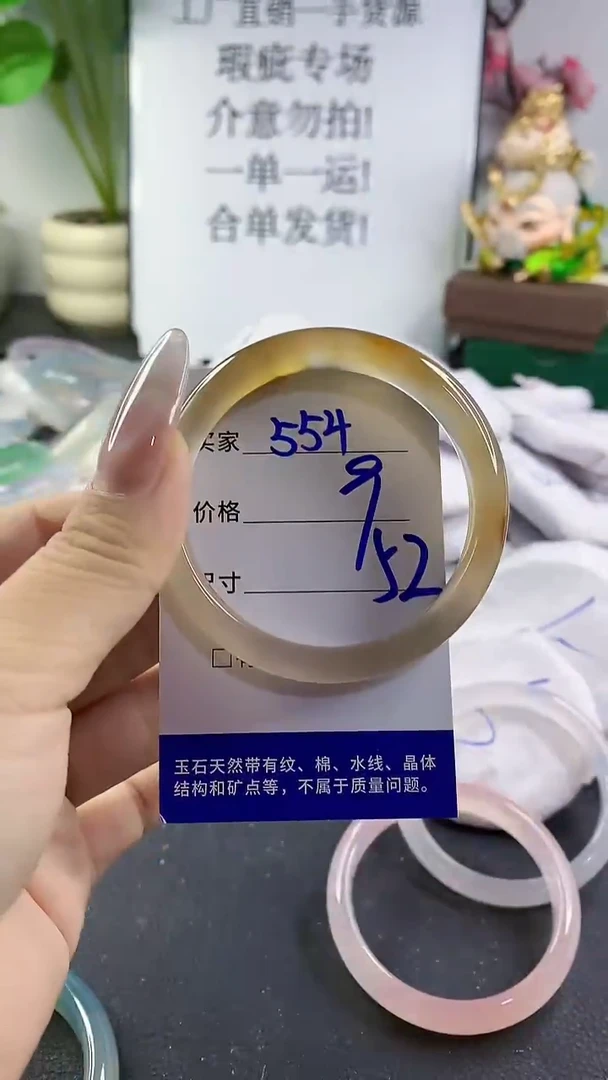 工厂直销一手货源
瑕疵专场
介意勿拍!
一单一运!
合单发货!
买家 554
价格 9
尺寸 52
玉石天然带有纹、棉、水线、晶体
结构和矿点等，不属于质量问题。